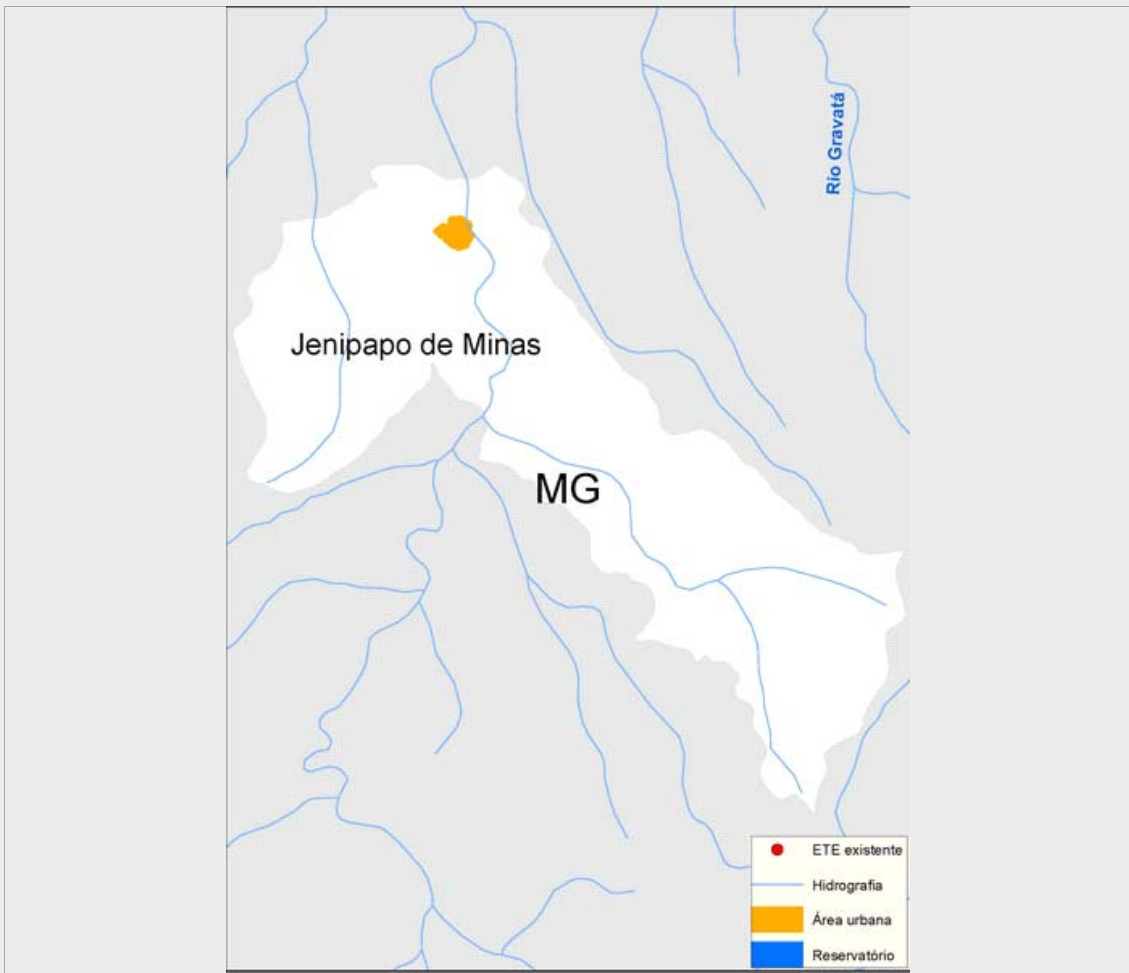 Rio Gravatá
Jenipapo de Minas
MG
ETE existente
Hidrografia
Área urbana
Reservatório